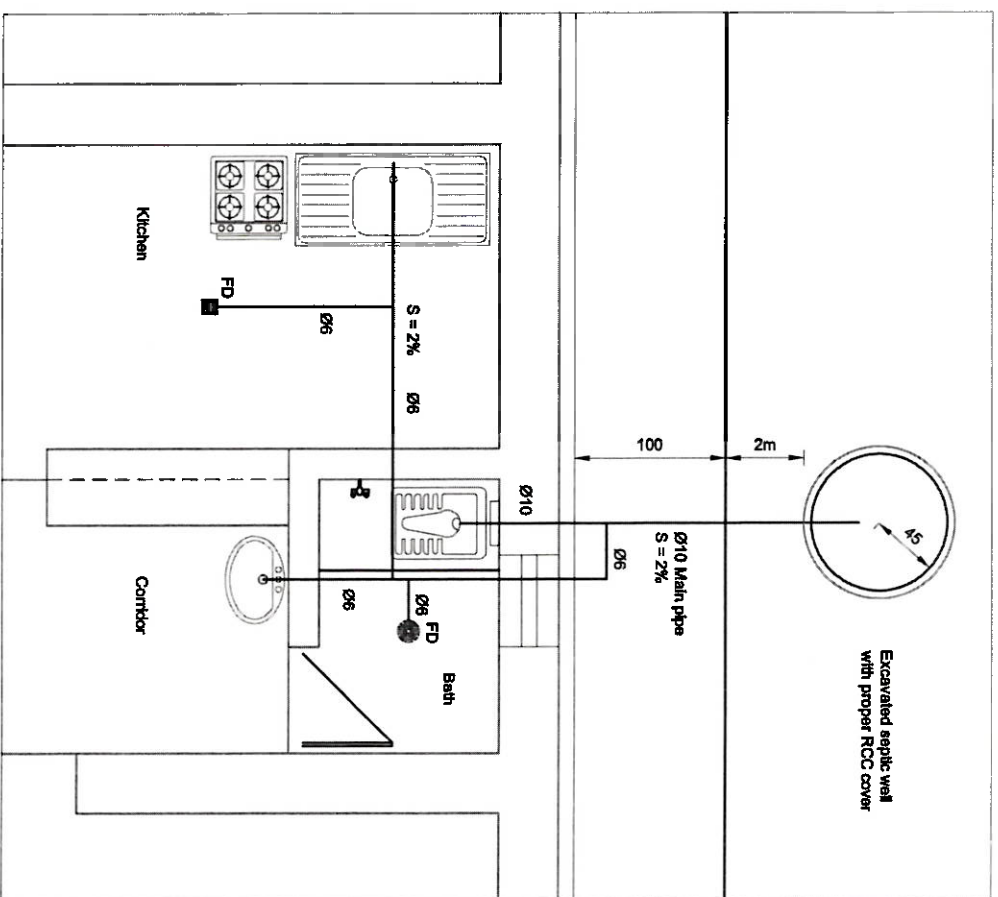 Excavated septic well
with proper RCC cover
45
2m
100
Ø10 Main pipe
S = 2%
Ø6
Ø10
S = 2%
Ø6
Ø6
FD
Kitchen
Ø6
Ø6
FD
Bath
Corridor